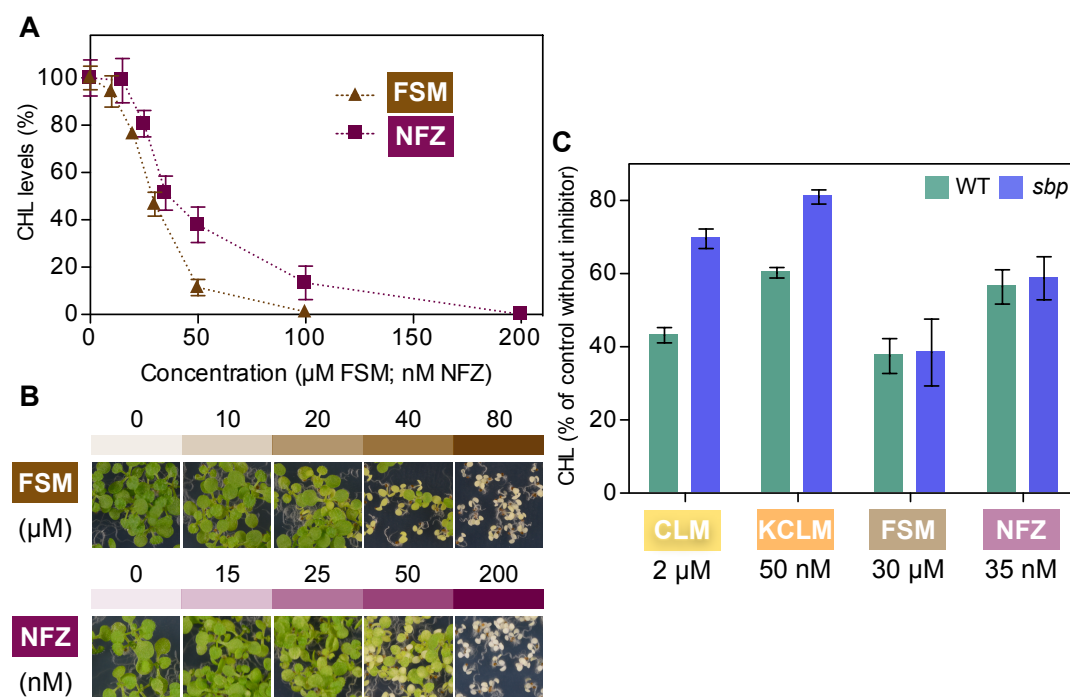 A
CHL levels (%)
100
80
60
40
20
0
0 50 100 150 200
Concentration (µM FSM; nM NFZ)
FSM
NFZ
B
0 10 20 40 80
FSM
(µM)
0 15 25 50 200
NFZ
(nM)
C
CHL (% of control without inhibitor)
80
60
40
20
0
WT sbp
CLM KCLM FSM NFZ
2 µM 50 nM 30 µM 35 nM